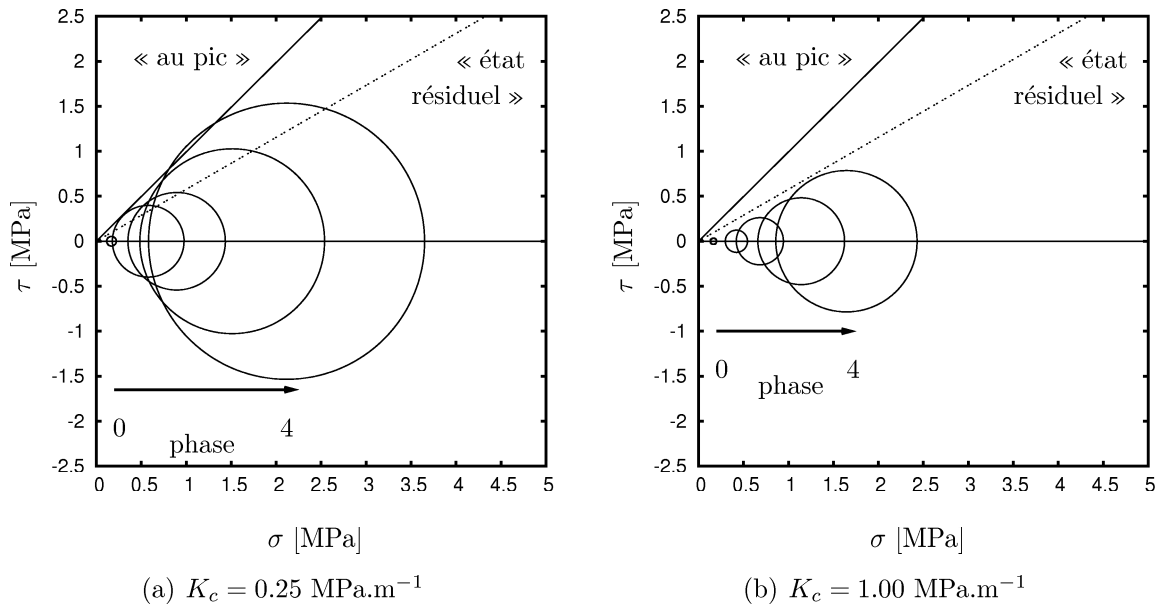 2.5
2
1.5
1
0.5
0
-0.5
-1
-1.5
-2
-2.5
τ [MPa]
« au pic »
« état
résiduel »
0
4
phase
0 0.5 1 1.5 2 2.5 3 3.5 4 4.5 5
σ [MPa]
(a) K_c = 0.25 MPa.m⁻¹
2.5
2
1.5
1
0.5
0
-0.5
-1
-1.5
-2
-2.5
τ [MPa]
« au pic »
« état
résiduel »
0
4
phase
0 0.5 1 1.5 2 2.5 3 3.5 4 4.5 5
σ [MPa]
(b) K_c = 1.00 MPa.m⁻¹